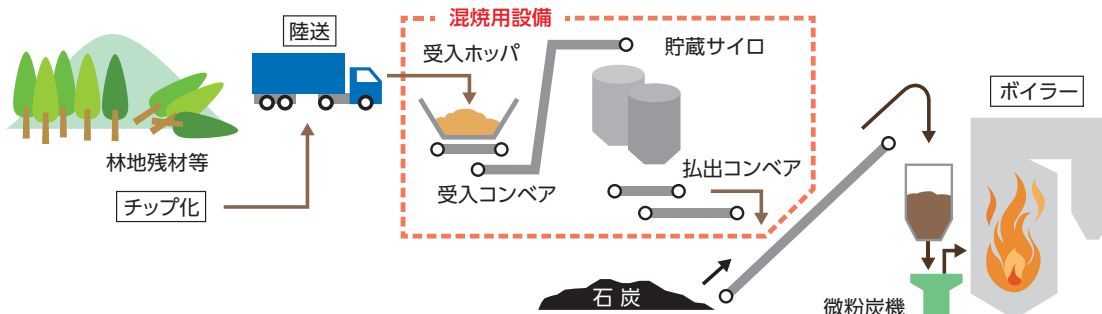 混焼用設備
陸送
受入ホッパ
貯蔵サイロ
ボイラー
林地残材等
払出コンベア
受入コンベア
チップ化
石炭
微粉炭機